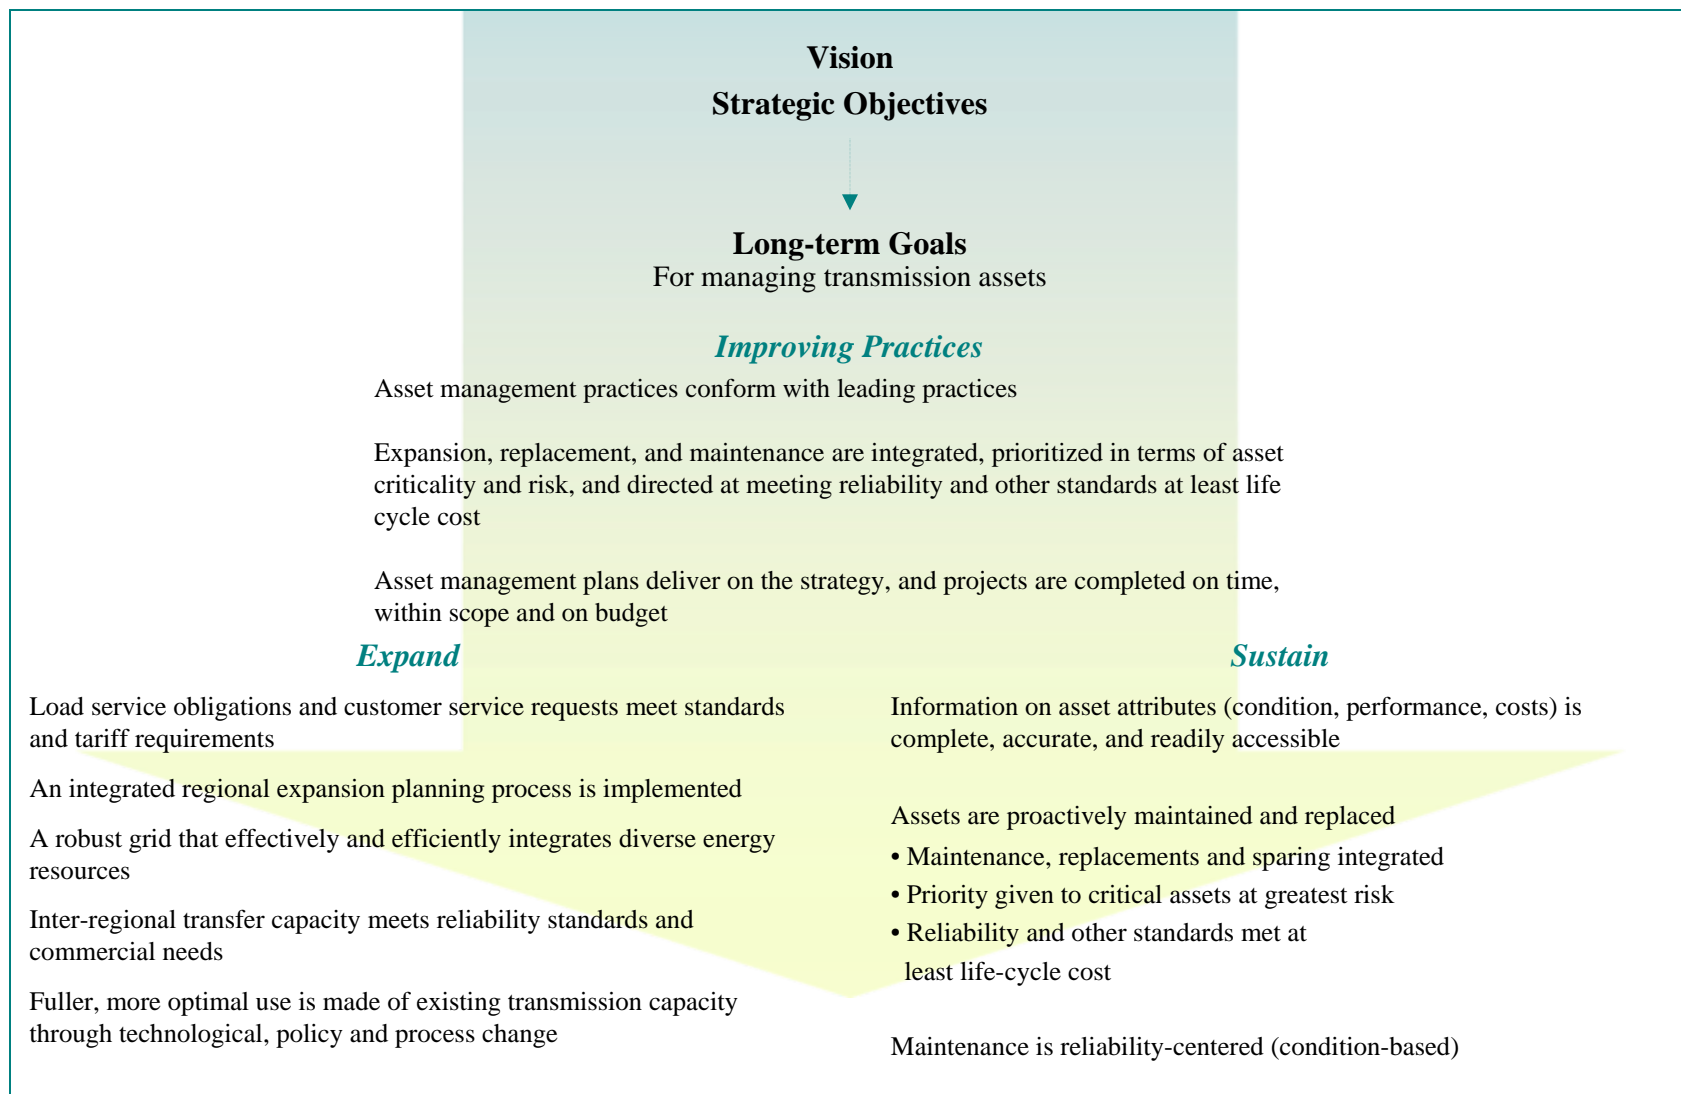 Vision
Strategic Objectives
Long-term Goals
For managing transmission assets
Improving Practices
Asset management practices conform with leading practices
Expansion, replacement, and maintenance are integrated, prioritized in terms of asset
criticality and risk, and directed at meeting reliability and other standards at least life
cycle cost
Asset management plans deliver on the strategy, and projects are completed on time,
within scope and on budget
Expand
Load service obligations and customer service requests meet standards
and tariff requirements
An integrated regional expansion planning process is implemented
A robust grid that effectively and efficiently integrates diverse energy
resources
Inter-regional transfer capacity meets reliability standards and
commercial needs
Fuller, more optimal use is made of existing transmission capacity
through technological, policy and process change
Sustain
Information on asset attributes (condition, performance, costs) is
complete, accurate, and readily accessible
Assets are proactively maintained and replaced
• Maintenance, replacements and sparing integrated
• Priority given to critical assets at greatest risk
• Reliability and other standards met at
least life-cycle cost
Maintenance is reliability-centered (condition-based)